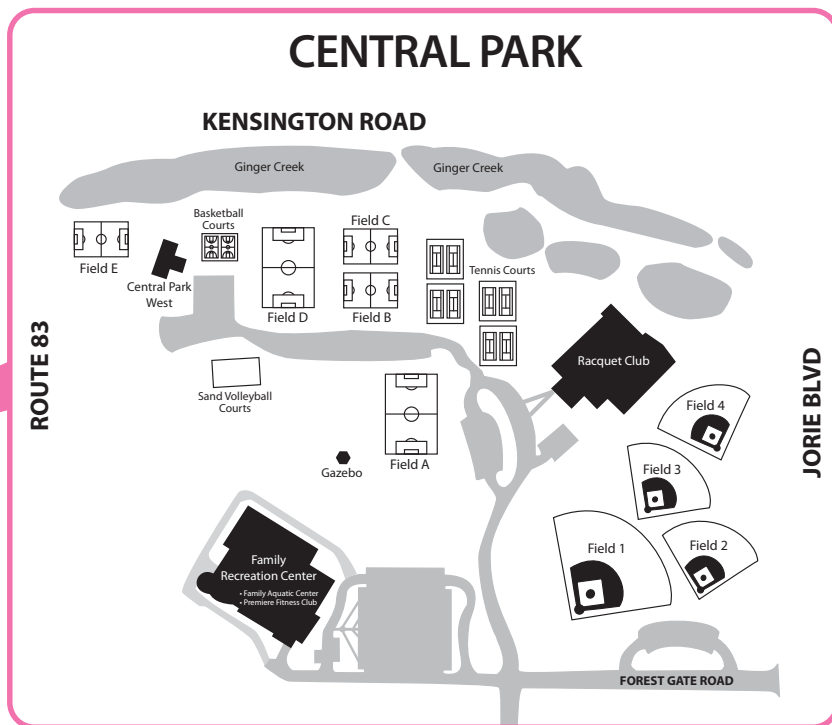 CENTRAL PARK
KENSINGTON ROAD
Ginger Creek
Ginger Creek
Basketball
Courts
Field C
Field E
Central Park
West
Tennis Courts
Field D
Field B
ROUTE 83
Racquet Club
JORIE BLVD
Sand Volleyball
Courts
Field 4
Field A
Gazebo
Field 3
Field 1
Field 2
Family
Recreation Center
• Family Aquatic Center
• Premiere Fitness Club
FOREST GATE ROAD